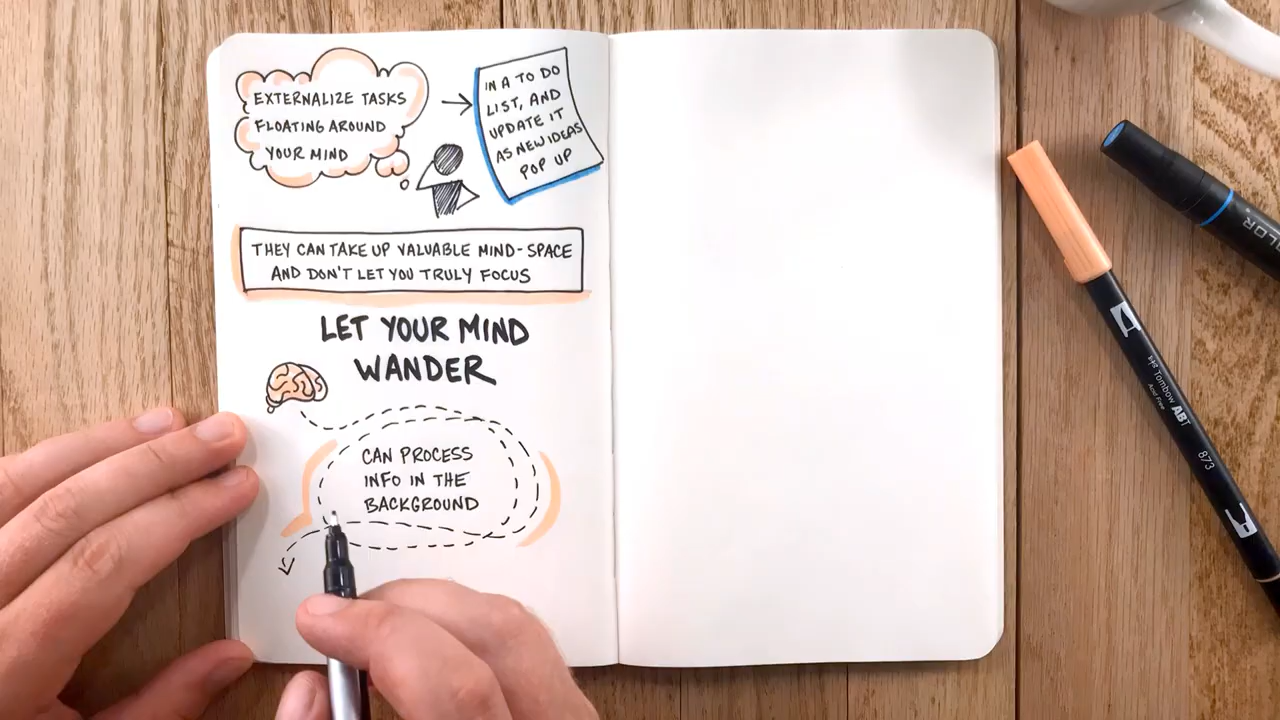 EXTERNALIZE TASKS
FLOATING AROUND
YOUR MIND
IN A TO DO
LIST, AND
UPDATE IT
AS NEW IDEAS
POP UP
THEY CAN TAKE UP VALUABLE MIND-SPACE
AND DON'T LET YOU TRULY FOCUS
LET YOUR MIND
WANDER
CAN PROCESS
INFO IN THE
BACKGROUND
Tombow ABT
Acid Free
873